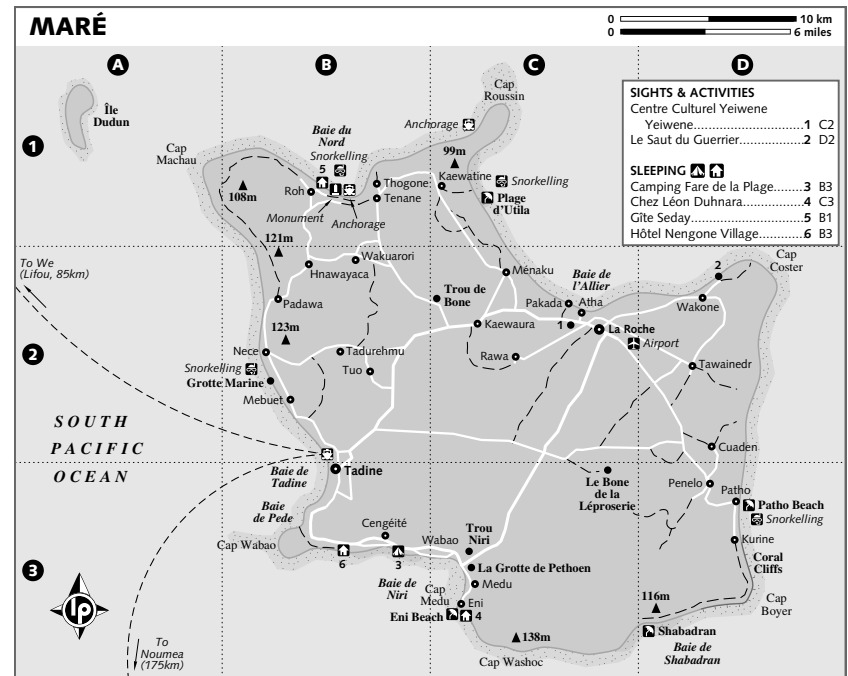 MARÉ
0 10 km
0 6 miles
A
B
C
D
1
2
3
SIGHTS & ACTIVITIES
Centre Culturel Yeiwene
Yeiwene............................1 C2
Le Saut du Guerrier.............2 D2
SLEEPING
Camping Fare de la Plage.....3 B3
Chez Léon Duhnara.............4 C3
Gîte Seday..........................5 B1
Hôtel Nengone Village.........6 B3
Île
Dudun
Cap
Machau
Baie du
Nord
Snorkelling
5
108m
Roh
Monument
Anchorage
Thogone
Tenane
Cap
Roussin
Anchorage
99m
Kaewatine
Snorkelling
Plage
d'Utila
121m
Wakuarori
Hnawayaca
To We
(Lifou, 85km)
Padawa
Trou de
Bone
Ménaku
Baie de
l'Allier
Pakada
Atha
1
Kaewaura
La Roche
Airport
Rawa
2
Cap
Coster
Wakone
Tawainedr
123m
Nece
Tadurehmu
Tuo
Snorkelling
Grotte Marine
Mebuet
SOUTH
PACIFIC
OCEAN
Baie de
Tadine
Tadine
Cuaden
Le Bone
de la
Léproserie
Penelo
Patho
Patho Beach
Snorkelling
Kurine
Coral
Cliffs
Baie
de Pede
Cengéité
Wabao
Trou
Niri
Cap Wabao
6
3
Baie de
Niri
La Grotte de Pethoen
Cap
Medu
Medu
Eni
Eni Beach
4
116m
Cap
Boyer
138m
Shabadran
Baie de
Shabadran
Cap Washoc
lp
To
Noumea
(175km)